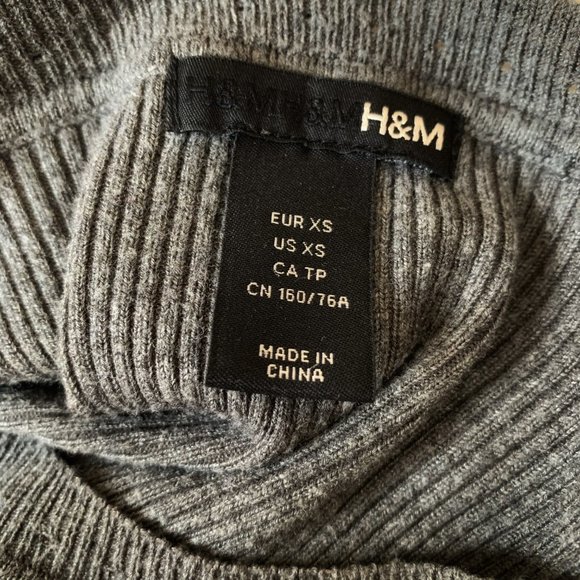 H&M H&M H&M
EUR XS
US XS
CA TP
CN 160/76A
MADE IN
CHINA